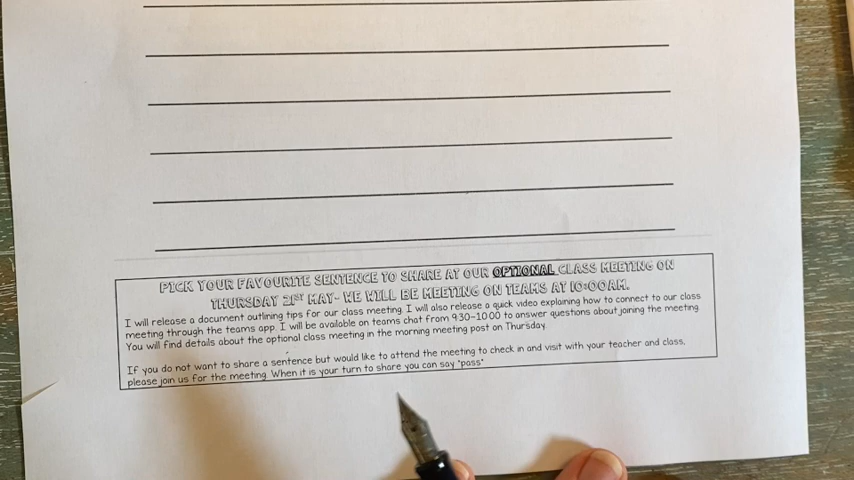 PICK YOUR FAVOURITE SENTENCE TO SHARE AT OUR OPTIONAL CLASS MEETING ON
THURSDAY 21ST MAY- WE WILL BE MEETING ON TEAMS AT 10:00AM.
I will release a document outlining tips for our class meeting. I will also release a quick video explaining how to connect to our class
meeting through the teams app. I will be available on teams chat from 9:30-10:00 to answer questions about joining the meeting.
You will find details about the optional class meeting in the morning meeting post on Thursday.
If you do not want to share a sentence but would like to attend the meeting to check in and visit with your teacher and class,
please join us for the meeting. When it is your turn to share you can say "pass"